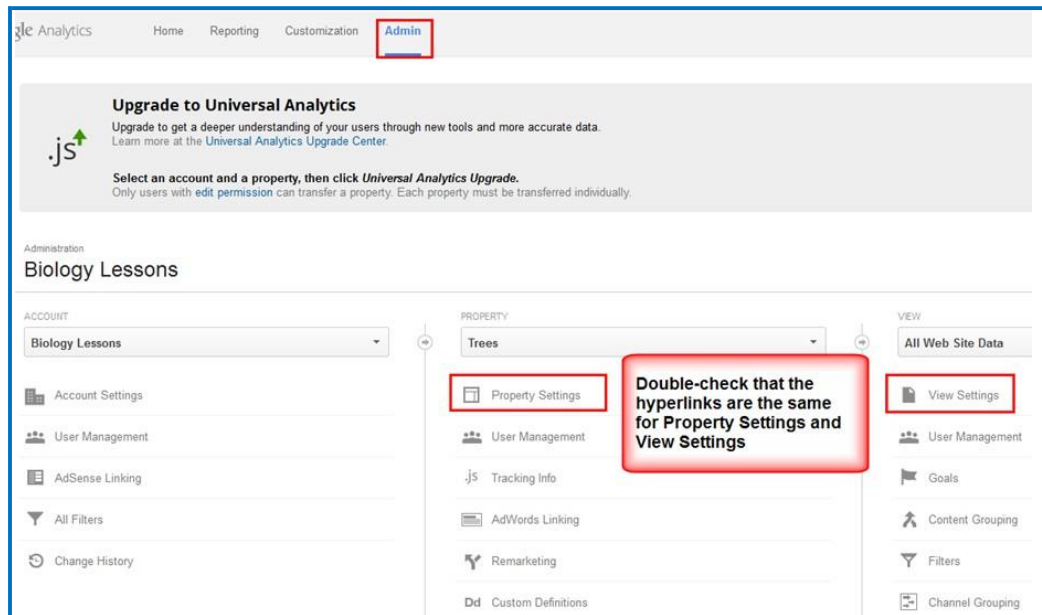 gle Analytics Home Reporting Customization Admin
Upgrade to Universal Analytics
Upgrade to get a deeper understanding of your users through new tools and more accurate data.
Learn more at the Universal Analytics Upgrade Center.
.js
Select an account and a property, then click Universal Analytics Upgrade.
Only users with edit permission can transfer a property. Each property must be transferred individually.
Administration
Biology Lessons
ACCOUNT
Biology Lessons
Account Settings
User Management
AdSense Linking
All Filters
Change History
PROPERTY
Trees
Property Settings
User Management
.js Tracking Info
AdWords Linking
Remarketing
Dd Custom Definitions
Double-check that the
hyperlinks are the same
for Property Settings and
View Settings
VIEW
All Web Site Data
View Settings
User Management
Goals
Content Grouping
Filters
Channel Grouping